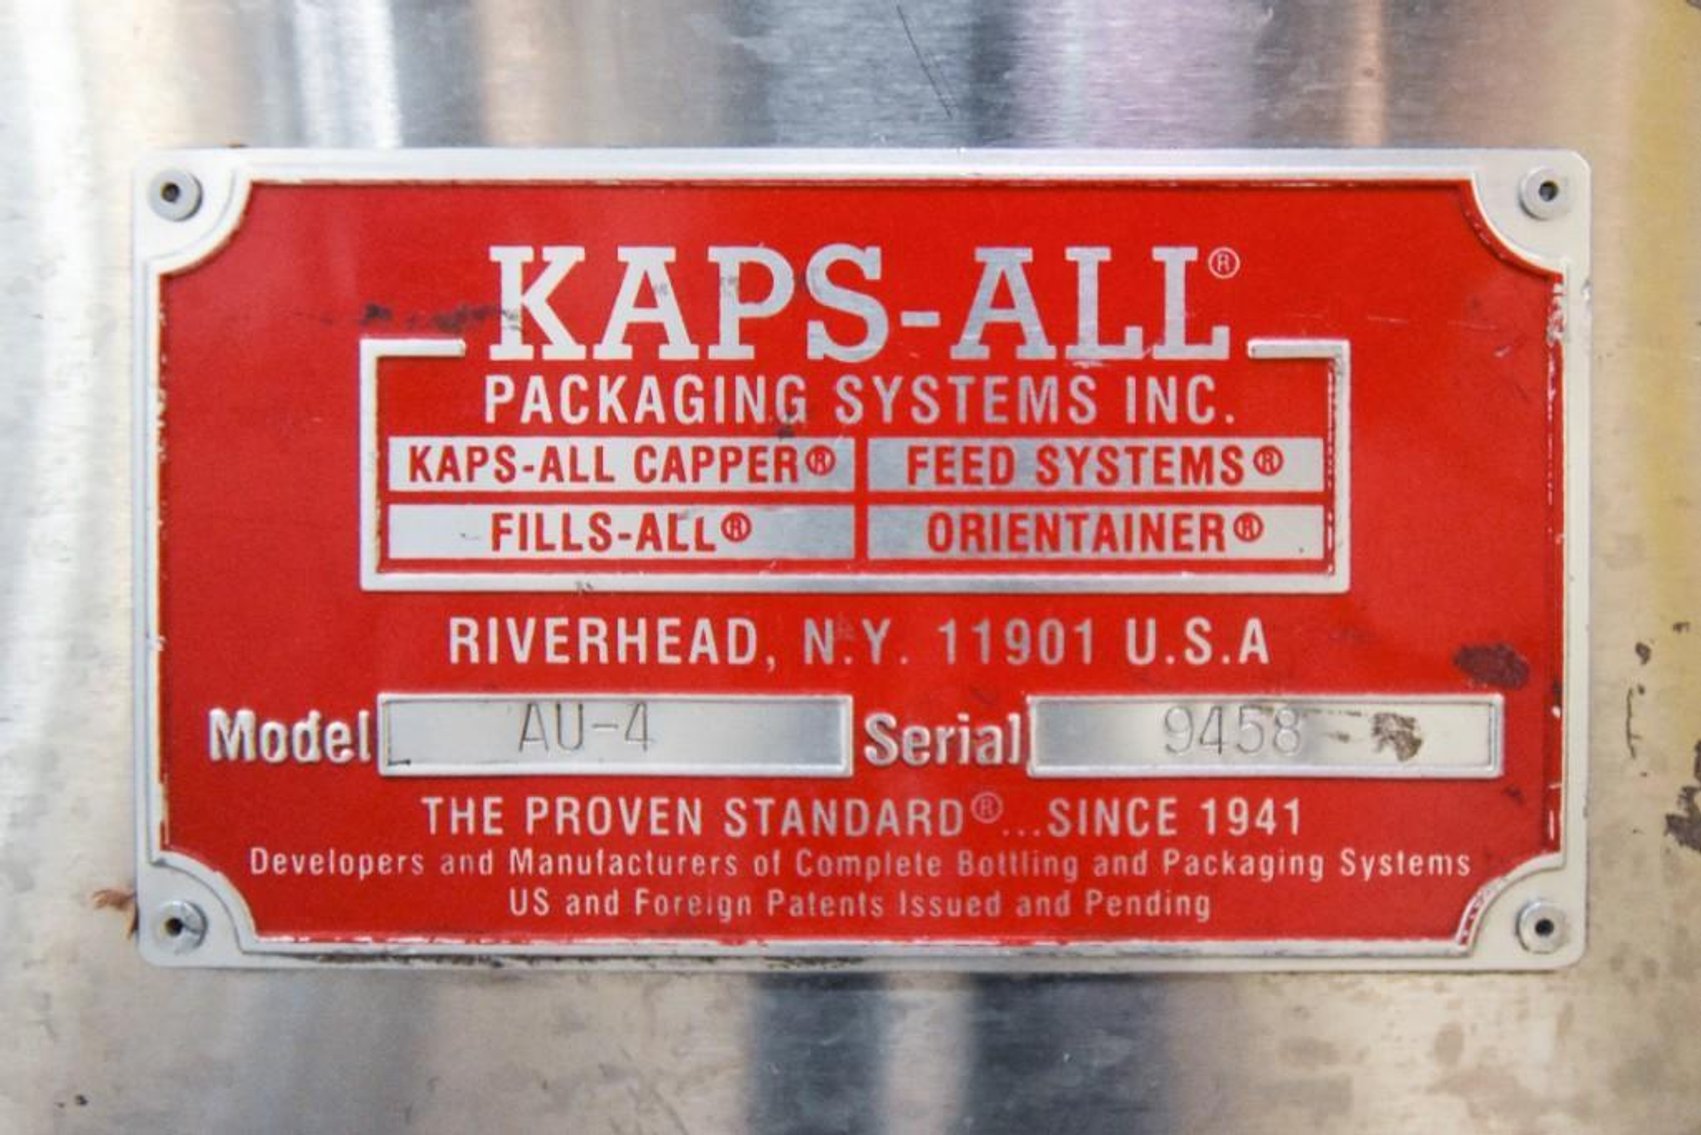 KAPS-ALL®
PACKAGING SYSTEMS INC.
KAPS-ALL CAPPER® FEED SYSTEMS®
FILLS-ALL® ORIENTAINER®
RIVERHEAD, N.Y. 11901 U.S.A
Model AU-4 Serial 9458
THE PROVEN STANDARD®...SINCE 1941
Developers and Manufacturers of Complete Bottling and Packaging Systems
US and Foreign Patents Issued and Pending